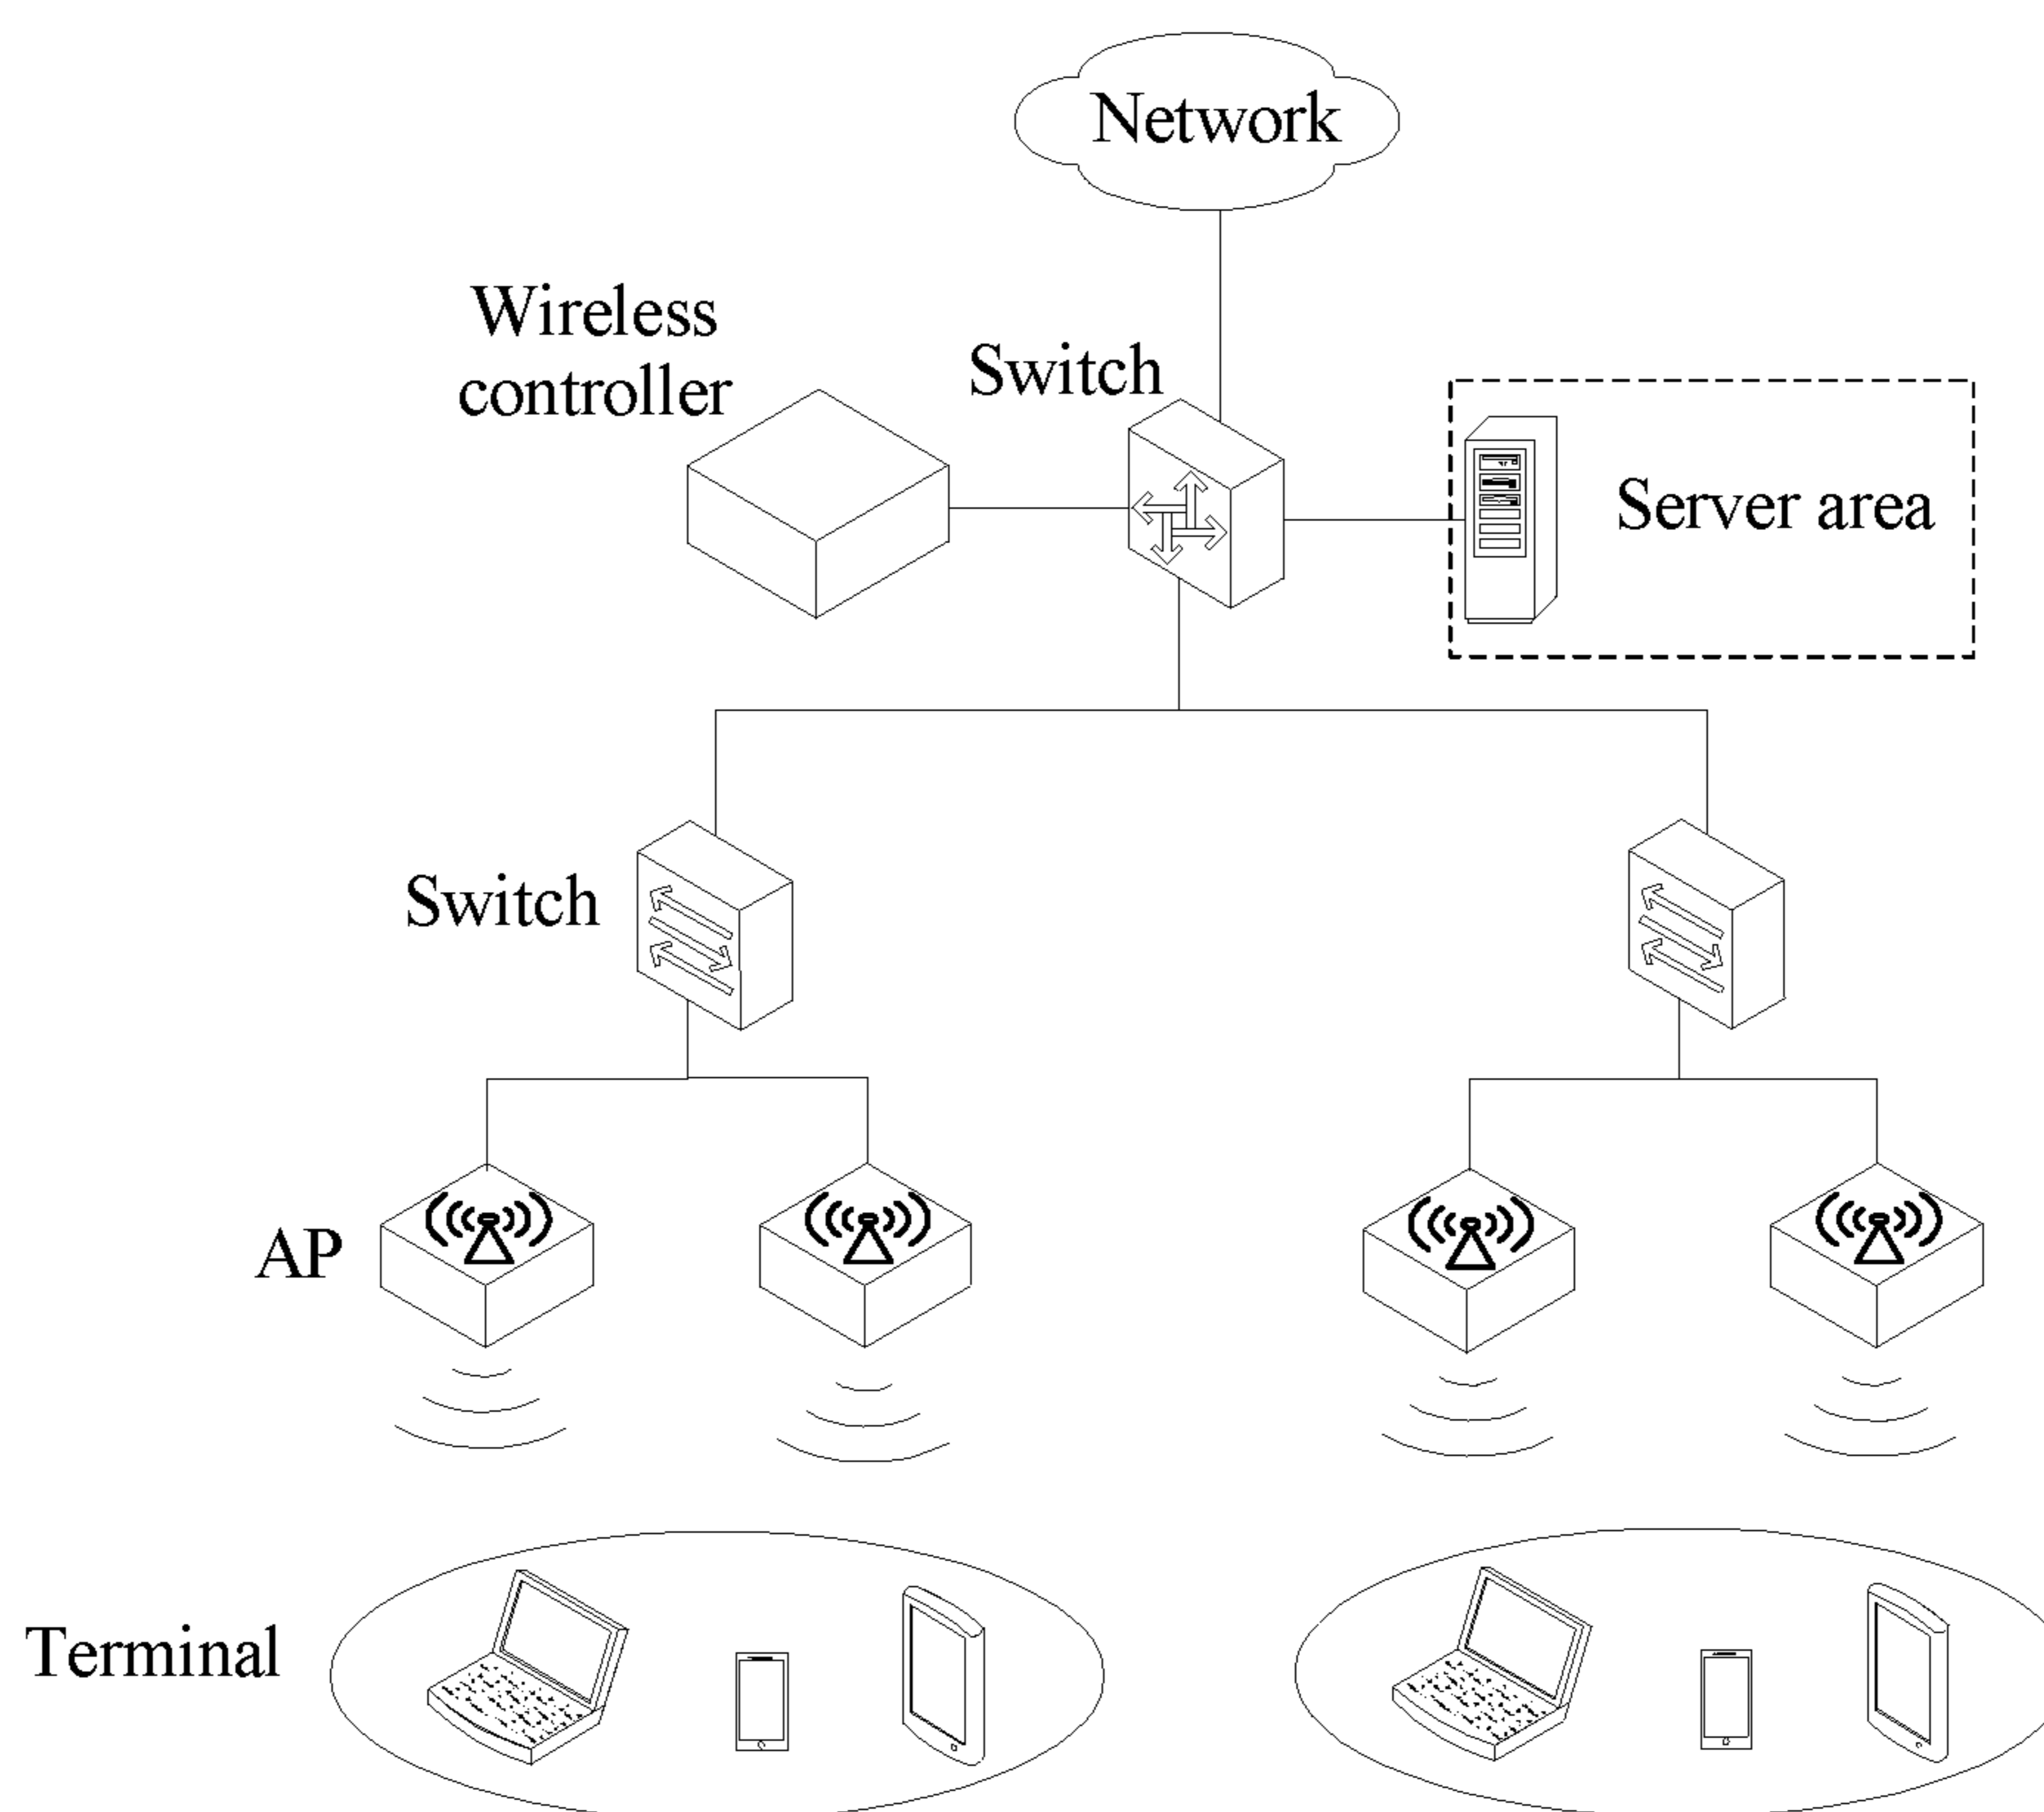 Network
Wireless
controller
Switch
Server area
Switch
AP
Terminal